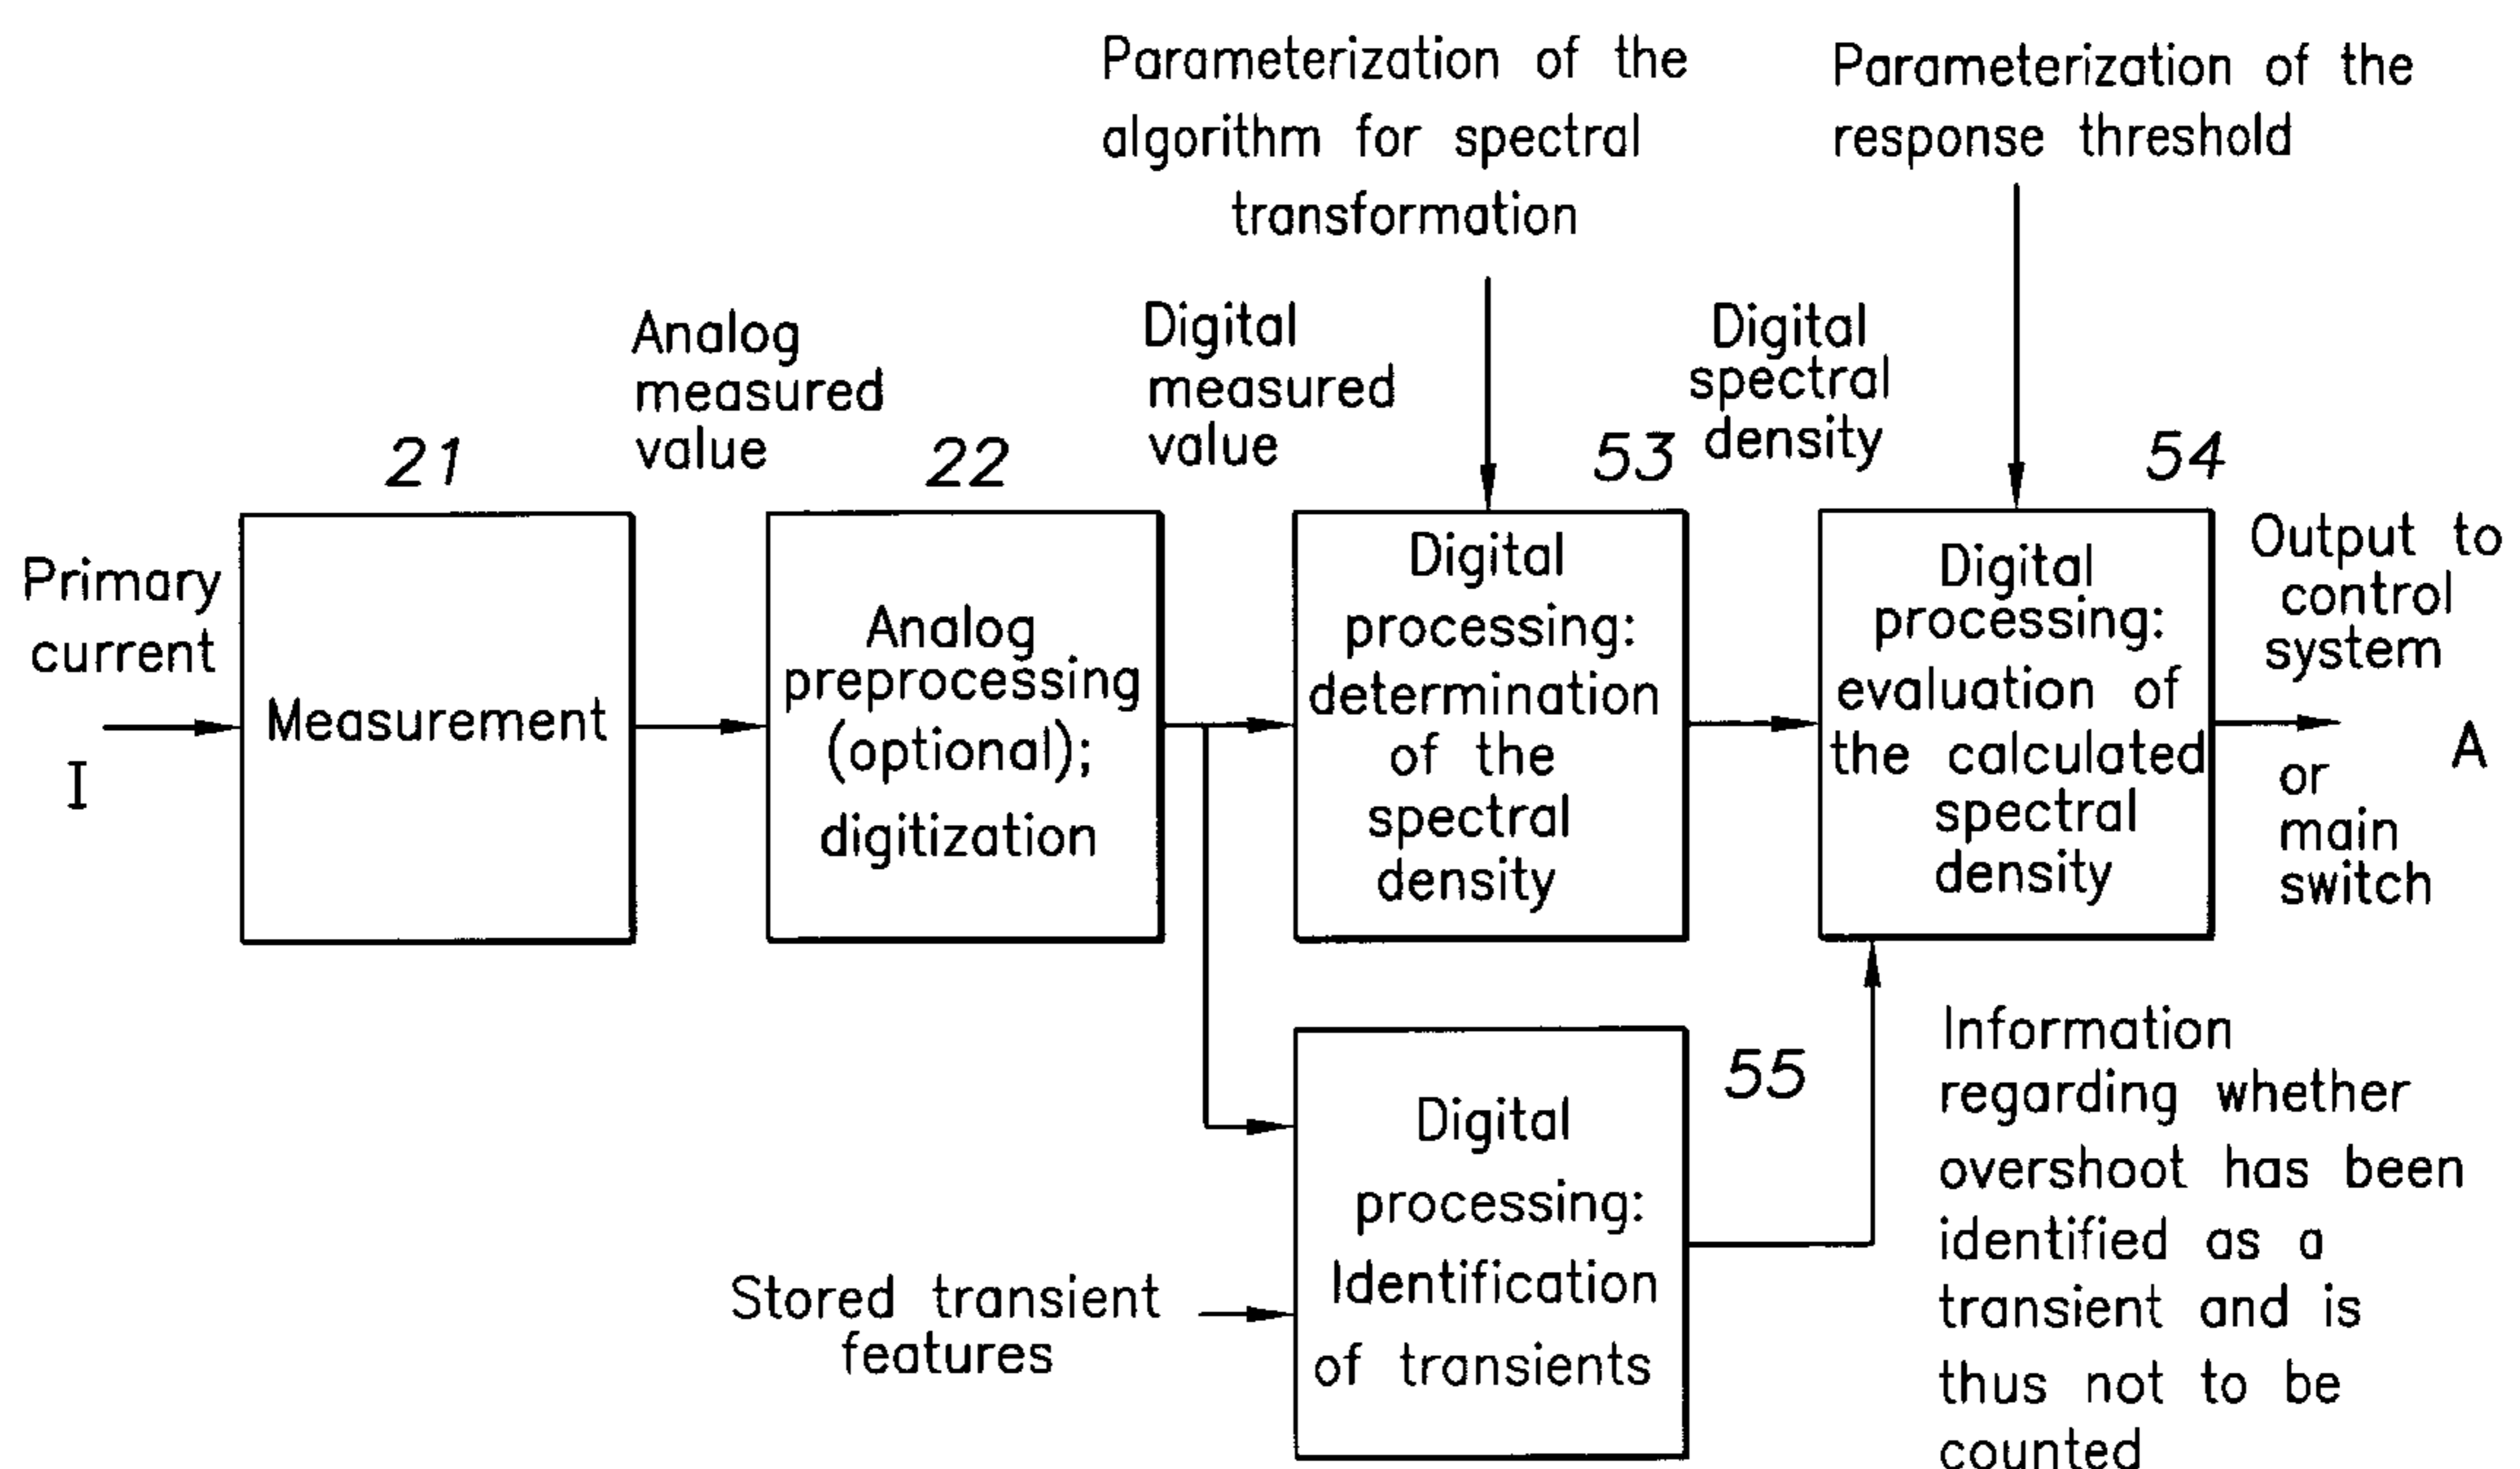 Parameterization of the
algorithm for spectral
transformation
Parameterization of the
response threshold
Analog
measured
value
Digital
measured
value
Digital
spectral
density
21
22
53
54
Primary
current
I
Measurement
Analog
preprocessing
(optional);
digitization
Digital
processing:
determination
of the
spectral
density
Digital
processing:
evaluation of
the calculated
spectral
density
Output to
control
system
A
or
main
switch
55
Digital
processing:
Identification
of transients
Stored transient
features
Information
regarding whether
overshoot has been
identified as a
transient and is
thus not to be
counted